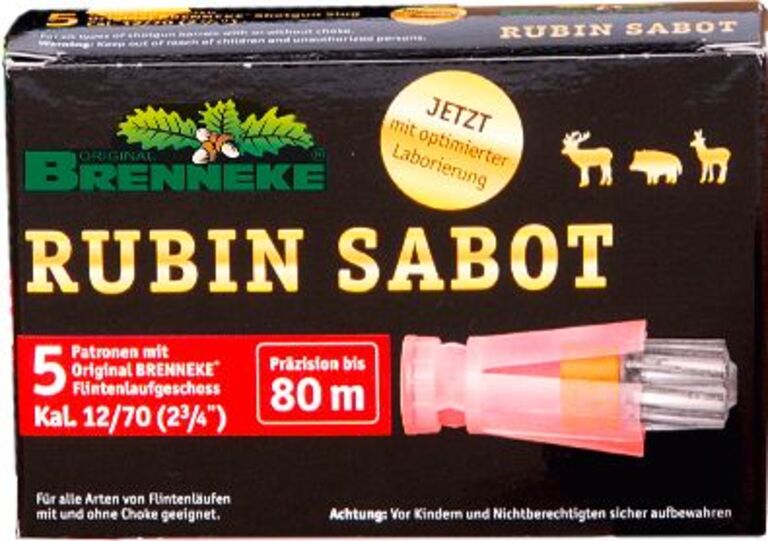 5 BRENNEKE® Shotgun Slug
For all types of shotgun barrels with or without choke.
Warning: Keep out of reach of children and unauthorized persons.
RUBIN SABOT
ORIGINAL
BRENNEKE®
JETZT
mit optimierter
Laborierung
RUBIN SABOT
5 Patronen mit
Original BRENNEKE®
Flintenlaufgeschoss
Kal. 12/70 (2¾")
Präzision bis
80 m
Für alle Arten von Flintenläufen
mit und ohne Choke geeignet.
Achtung: Vor Kindern und Nichtberechtigten sicher aufbewahren